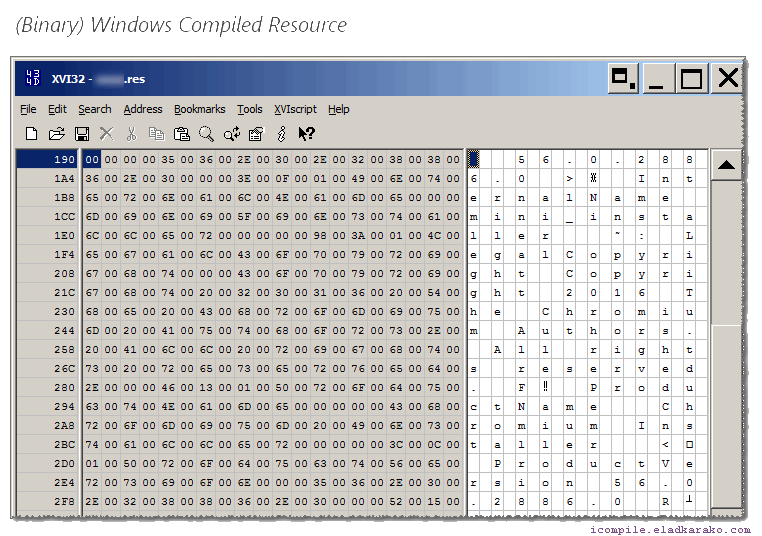 (Binary) Windows Compiled Resource
XVI32 - .res
File Edit Search Address Bookmarks Tools XVIscript Help
190 00 00 00 00 35 00 36 00 2E 00 30 00 2E 00 32 00 38 00 38 00 5 6 . 0 . 2 8 8
1A4 36 00 2E 00 30 00 00 00 3E 00 0F 00 01 00 49 00 6E 00 74 00 6 . 0 > ¤ I n t
1B8 65 00 72 00 6E 00 61 00 6C 00 4E 00 61 00 6D 00 65 00 00 00 e r n a l N a m e
1CC 6D 00 69 00 6E 00 69 00 5F 00 69 00 6E 00 73 00 74 00 61 00 m i n i _ i n s t a
1E0 6C 00 6C 00 65 00 72 00 00 00 00 00 98 00 3A 00 01 00 4C 00 l l e r ˜ : L
1F4 65 00 67 00 61 00 6C 00 43 00 6F 00 70 00 79 00 72 00 69 00 e g a l C o p y r i
208 67 00 68 00 74 00 00 00 43 00 6F 00 70 00 79 00 72 00 69 00 g h t C o p y r i
21C 67 00 68 00 74 00 20 00 32 00 30 00 31 00 36 00 20 00 54 00 g h t 2 0 1 6 T
230 68 00 65 00 20 00 43 00 68 00 72 00 6F 00 6D 00 69 00 75 00 h e C h r o m i u
244 6D 00 20 00 41 00 75 00 74 00 68 00 6F 00 72 00 73 00 2E 00 m A u t h o r s .
258 20 00 41 00 6C 00 6C 00 20 00 72 00 69 00 67 00 68 00 74 00 A l l r i g h t
26C 73 00 20 00 72 00 65 00 73 00 65 00 72 00 76 00 65 00 64 00 s r e s e r v e d
280 2E 00 00 00 46 00 13 00 01 00 50 00 72 00 6F 00 64 00 75 00 . F ‼ P r o d u
294 63 00 74 00 4E 00 61 00 6D 00 65 00 00 00 00 00 43 00 68 00 c t N a m e C h
2A8 72 00 6F 00 6D 00 69 00 75 00 6D 00 20 00 49 00 6E 00 73 00 r o m i u m I n s
2BC 74 00 61 00 6C 00 6C 00 65 00 72 00 00 00 00 00 3C 00 0C 00 t a l l e r < □
2D0 01 00 50 00 72 00 6F 00 64 00 75 00 63 00 74 00 56 00 65 00 P r o d u c t V e
2E4 72 00 73 00 69 00 6F 00 6E 00 00 00 35 00 36 00 2E 00 30 00 r s i o n 5 6 . 0
2F8 2E 00 32 00 38 00 38 00 36 00 2E 00 30 00 00 00 52 00 15 00 . 2 8 8 6 . 0 R ┴
icompile.eladkarako.com